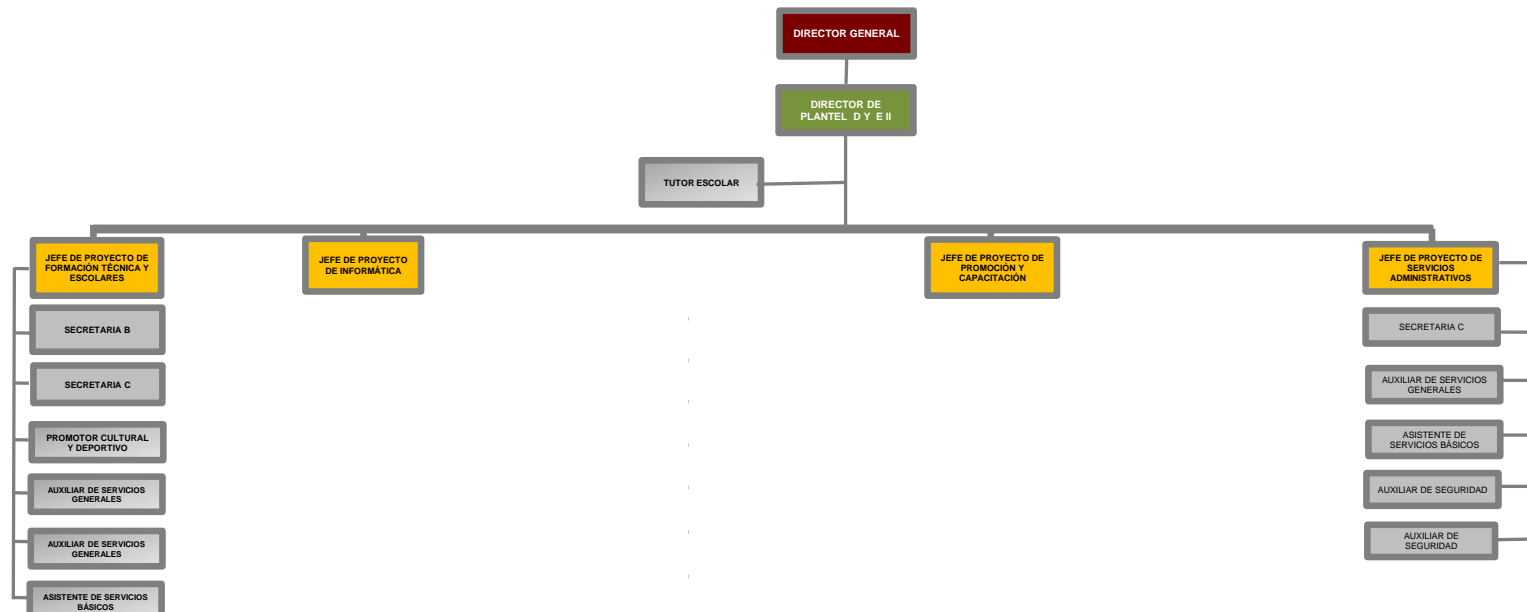 DIRECTOR GENERAL
DIRECTOR DE
PLANTEL D Y E II
TUTOR ESCOLAR
JEFE DE PROYECTO DE
FORMACIÓN TÉCNICA Y
ESCOLARES
JEFE DE PROYECTO
DE INFORMÁTICA
JEFE DE PROYECTO DE
PROMOCIÓN Y
CAPACITACIÓN
JEFE DE PROYECTO DE
SERVICIOS
ADMINISTRATIVOS
SECRETARIA B
SECRETARIA C
PROMOTOR CULTURAL
Y DEPORTIVO
AUXILIAR DE SERVICIOS
GENERALES
AUXILIAR DE SERVICIOS
GENERALES
ASISTENTE DE SERVICIOS
BÁSICOS
SECRETARIA C
AUXILIAR DE SERVICIOS
GENERALES
ASISTENTE DE
SERVICIOS BÁSICOS
AUXILIAR DE SEGURIDAD
AUXILIAR DE
SEGURIDAD